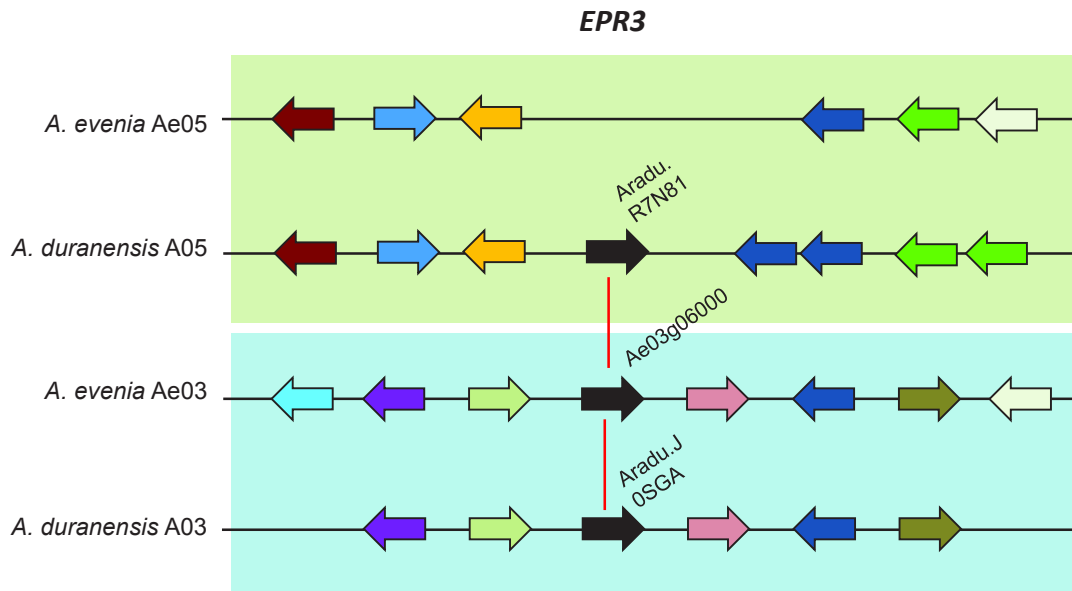 EPR3
A. evenia Ae05
Aradu.
R7N81
A. duranensis A05
Ae03g06000
A. evenia Ae03
Aradu.J
0SGA
A. duranensis A03